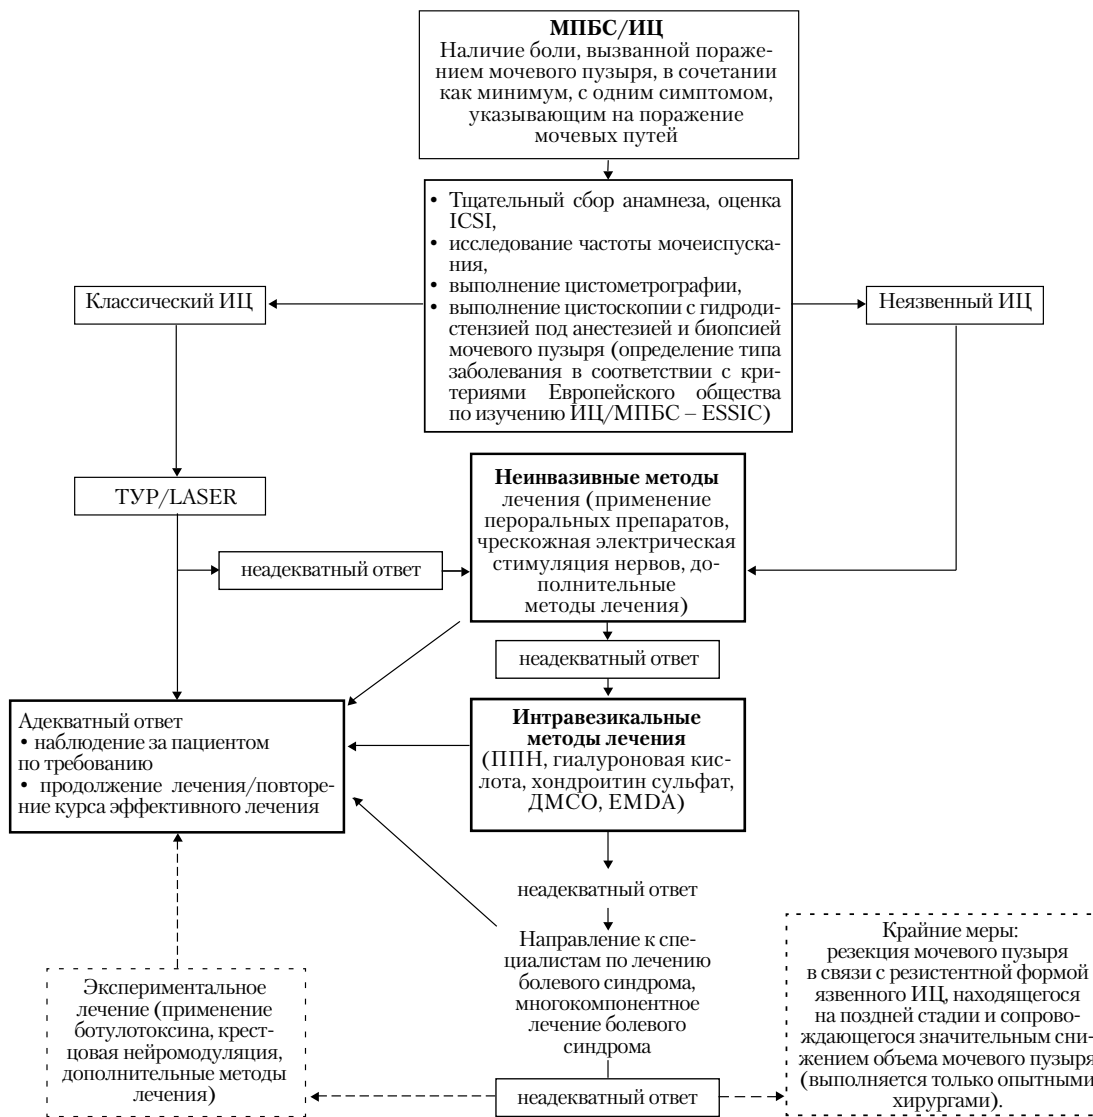 МПБС/ИЦ
Наличие боли, вызванной пораже-
нием мочевого пузыря, в сочетании
как минимум, с одним симптомом,
указывающим на поражение
мочевых путей
• Тщательный сбор анамнеза, оценка
ICSI,
• исследование частоты мочеиспуска-
ния,
• выполнение цистометрографии,
• выполнение цистоскопии с гидроди-
стензией под анестезией и биопсией
мочевого пузыря (определение типа
заболевания в соответствии с кри-
териями Европейского общества
по изучению ИЦ/МПБС – ESSIC)
Классический ИЦ
Неязвенный ИЦ
ТУР/LASER
неадекватный ответ
Неинвазивные методы
лечения (применение
пероральных препаратов,
чрескожная электрическая
стимуляция нервов, до-
полнительные
методы лечения)
неадекватный ответ
Адекватный ответ
• наблюдение за пациентом
по требованию
• продолжение лечения/повторе-
ние курса эффективного лечения
Интравезикальные
методы лечения
(ППН, гиалуроновая кис-
лота, хондроитин сульфат,
ДМСО, EMDA)
неадекватный ответ
Направление к спе-
циалистам по лечению
болевого синдрома,
многокомпонентное
лечение болевого
синдрома
Экспериментальное
лечение (применение
ботулотоксина, крест-
цовая нейромодуляция,
дополнительные методы
лечения)
неадекватный ответ
Крайние меры:
резекция мочевого пузыря
в связи с резистентной формой
язвенного ИЦ, находящегося
на поздней стадии и сопрово-
ждающегося значительным сни-
жением объема мочевого пузыря
(выполняется только опытными
хирургами).